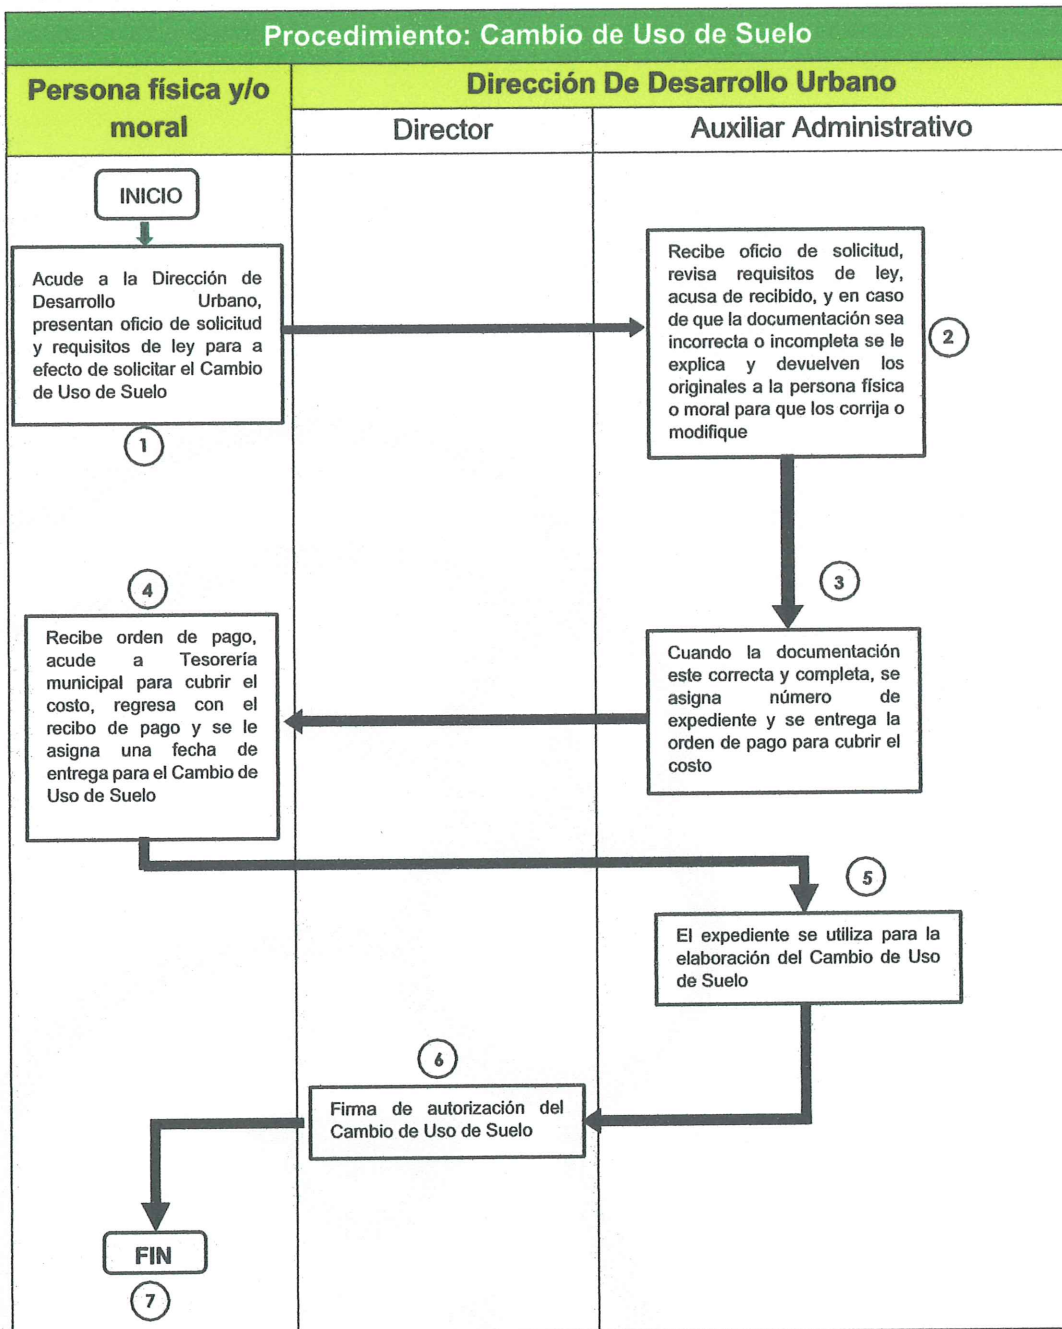 Procedimiento: Cambio de Uso de Suelo
Persona física y/o
moral
Dirección De Desarrollo Urbano
Director
Auxiliar Administrativo
INICIO
Acude a la Dirección de
Desarrollo Urbano,
presentan oficio de solicitud
y requisitos de ley para a
efecto de solicitar el Cambio
de Uso de Suelo
1
Recibe oficio de solicitud,
revisa requisitos de ley,
acusa de recibido, y en caso
de que la documentación sea
incorrecta o incompleta se le
explica y devuelven los
originales a la persona física
o moral para que los corrija o
modifique
2
3
Cuando la documentación
este correcta y completa, se
asigna número de
expediente y se entrega la
orden de pago para cubrir el
costo
4
Recibe orden de pago,
acude a Tesorería
municipal para cubrir el
costo, regresa con el
recibo de pago y se le
asigna una fecha de
entrega para el Cambio de
Uso de Suelo
5
El expediente se utiliza para la
elaboración del Cambio de Uso
de Suelo
6
Firma de autorización del
Cambio de Uso de Suelo
FIN
7